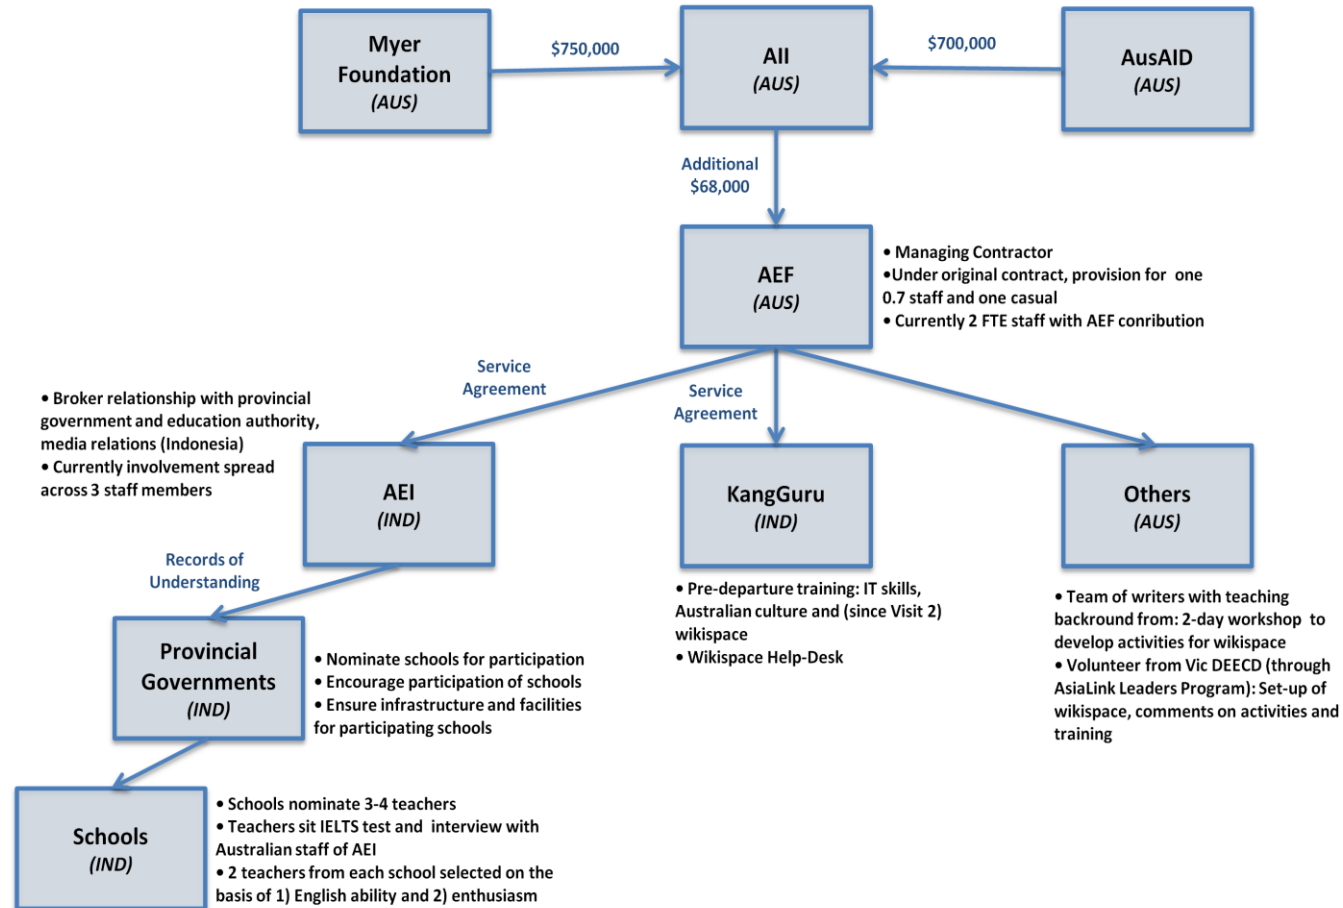 Myer
Foundation
(AUS)
$750,000
AII
(AUS)
$700,000
AusAID
(AUS)
Additional
$68,000
AEF
(AUS)
• Managing Contractor
•Under original contract, provision for one
0.7 staff and one casual
• Currently 2 FTE staff with AEF conribution
Service
Agreement
Service
Agreement
• Broker relationship with provincial
government and education authority,
media relations (Indonesia)
• Currently involvement spread
across 3 staff members
AEI
(IND)
KangGuru
(IND)
Others
(AUS)
Records of
Understanding
• Pre-departure training: IT skills,
Australian culture and (since Visit 2)
wikispace
• Wikispace Help-Desk
• Team of writers with teaching
backround from: 2-day workshop to
develop activities for wikispace
• Volunteer from Vic DEECD (through
AsiaLink Leaders Program): Set-up of
wikispace, comments on activities and
training
Provincial
Governments
(IND)
• Nominate schools for participation
• Encourage participation of schools
• Ensure infrastructure and facilities
for participating schools
Schools
(IND)
• Schools nominate 3-4 teachers
• Teachers sit IELTS test and interview with
Australian staff of AEI
• 2 teachers from each school selected on the
basis of 1) English ability and 2) enthusiasm